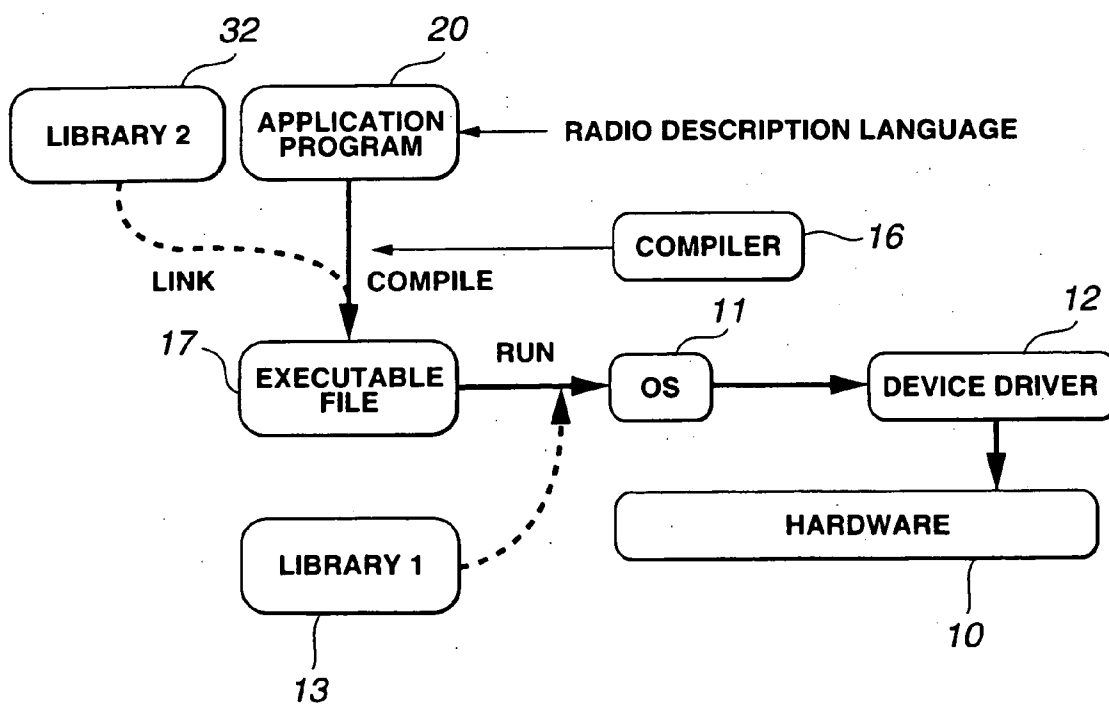 32
20
LIBRARY 2
APPLICATION
PROGRAM
RADIO DESCRIPTION LANGUAGE
COMPILER
16
LINK
COMPILE
11
12
17
EXECUTABLE
FILE
RUN
OS
DEVICE DRIVER
HARDWARE
LIBRARY 1
10
13